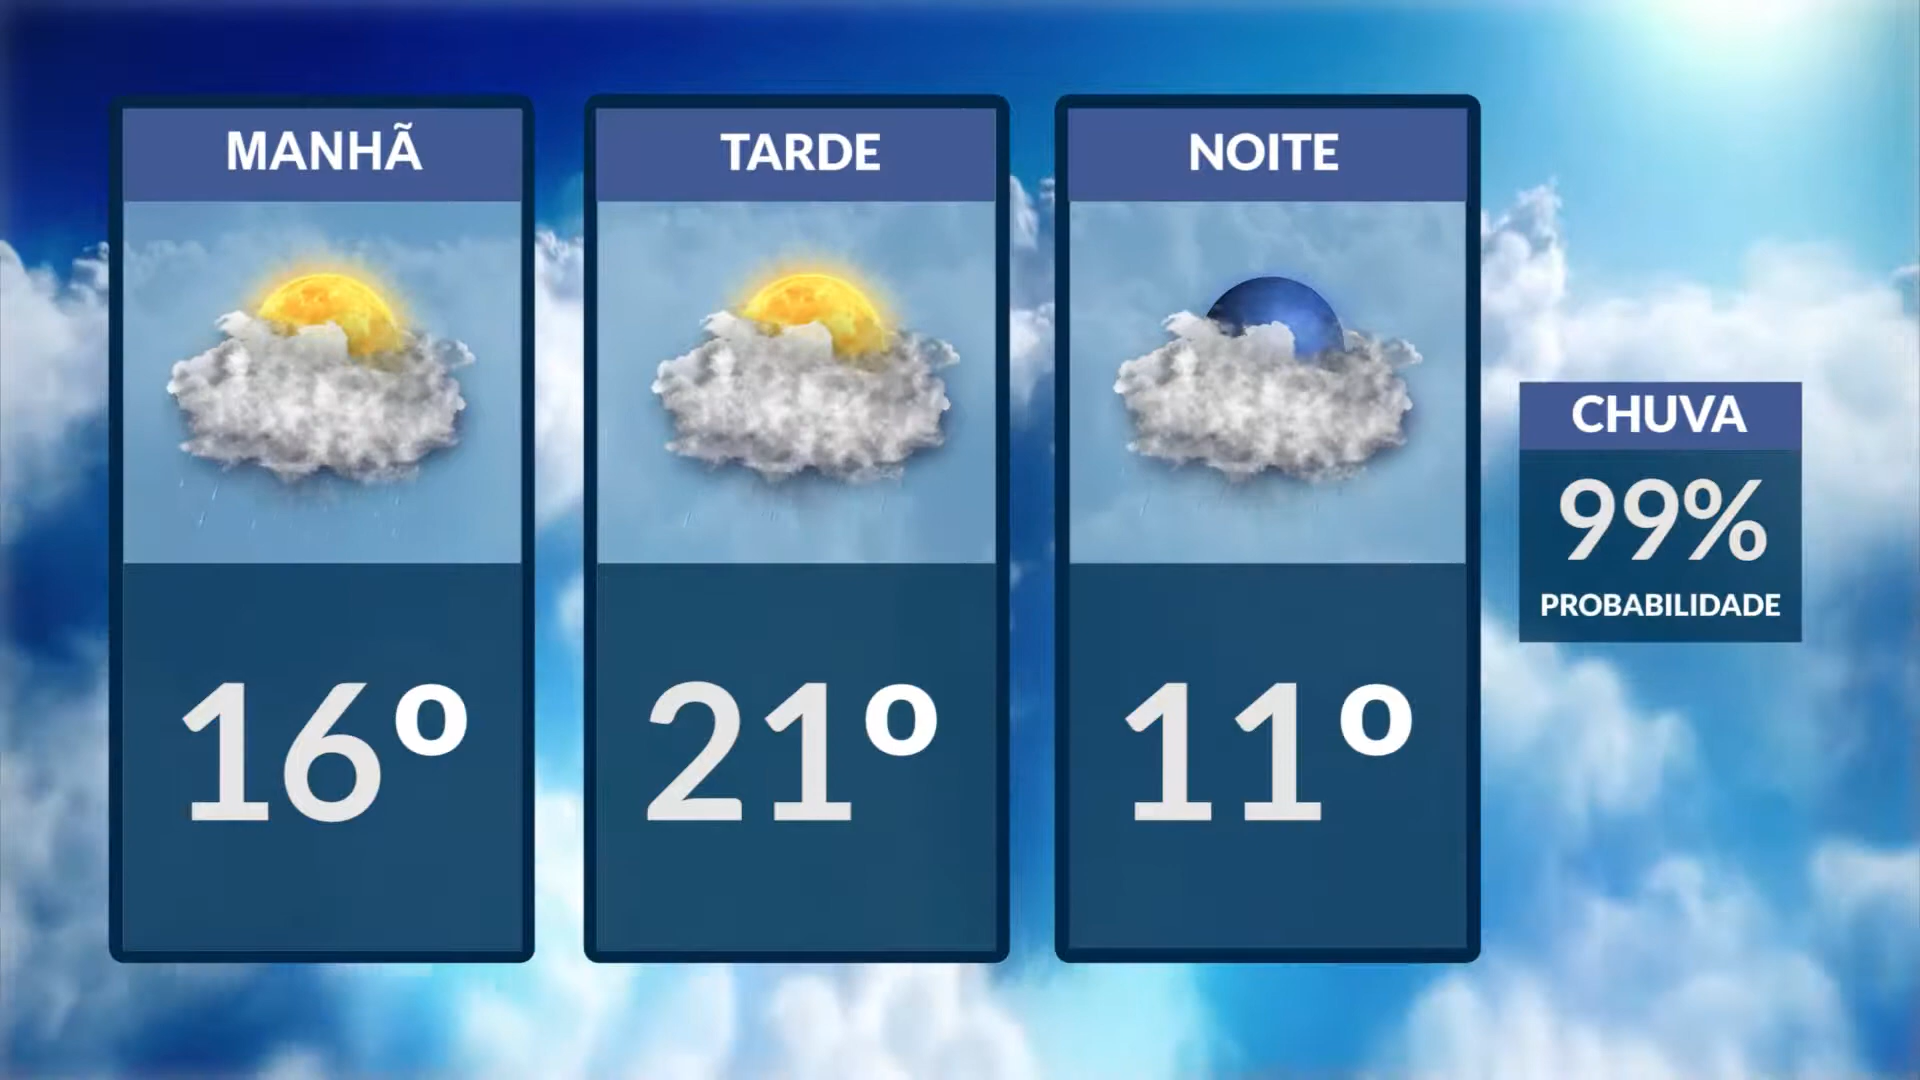 MANHÃ
16º
TARDE
21º
NOITE
11º
CHUVA
99%
PROBABILIDADE